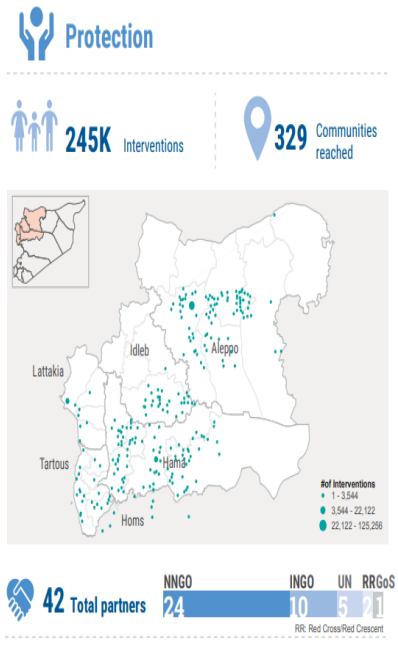 Protection
245K Interventions
329 Communities
reached
Idleb
Aleppo
Lattakia
Tartous
Hama
Homs
#of Interventions
1 - 3,544
3,544 - 22,122
22,122 - 125,256
42 Total partners
NNGO INGO UN RRGoS
24 10 5 2 1
RR: Red Cross/Red Crescent